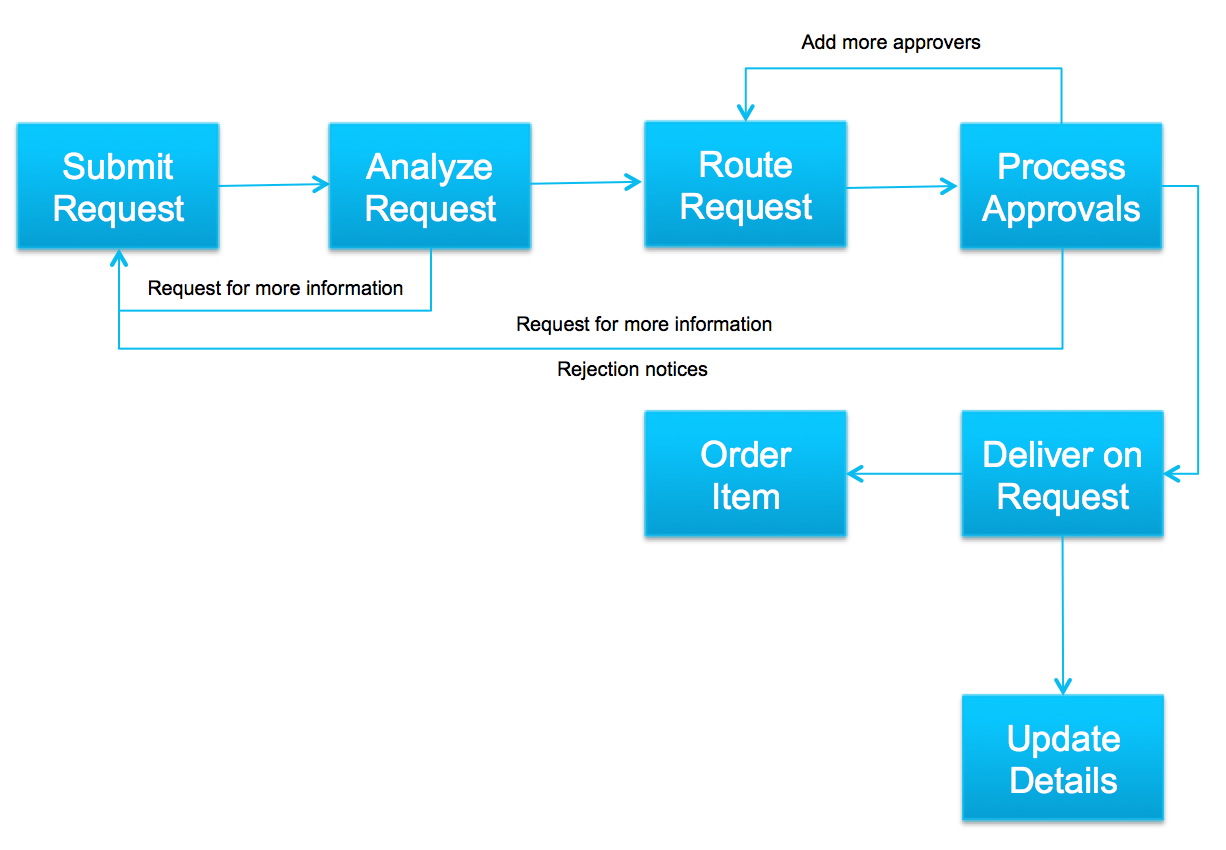 Add more approvers
Submit
Request
Analyze
Request
Route
Request
Process
Approvals
Request for more information
Request for more information
Rejection notices
Order
Item
Deliver on
Request
Update
Details